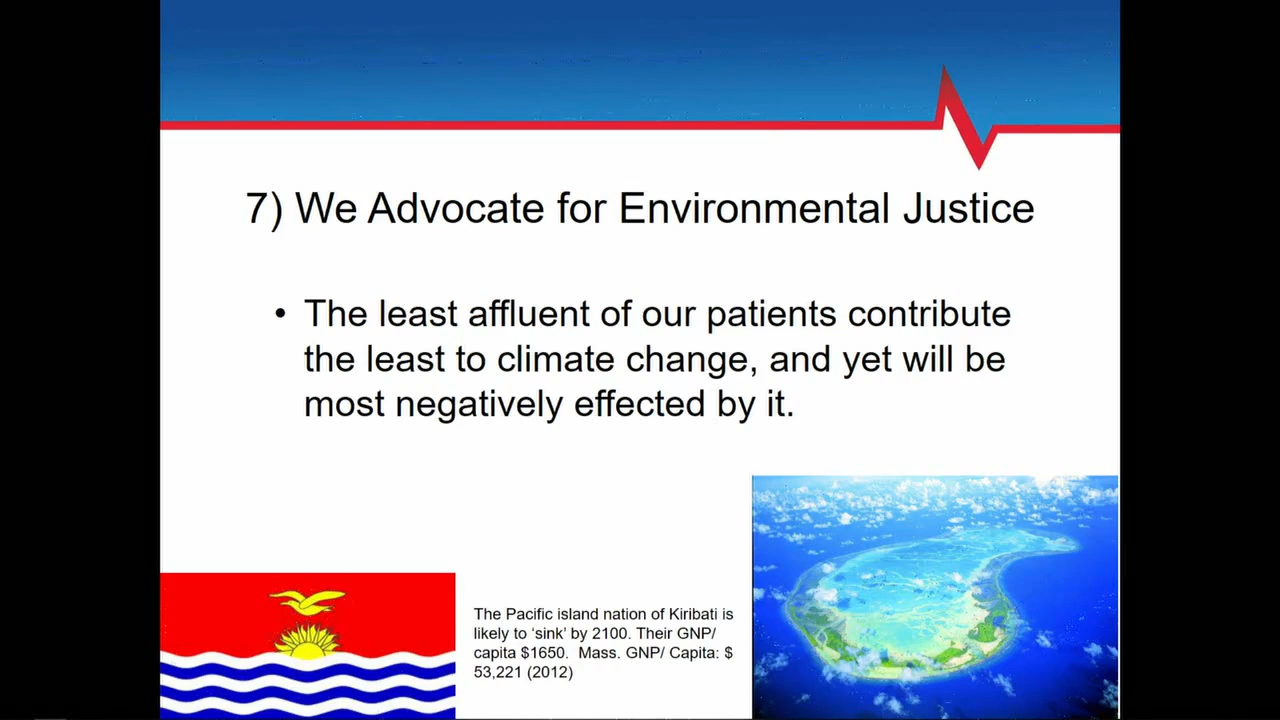 7) We Advocate for Environmental Justice
• The least affluent of our patients contribute
the least to climate change, and yet will be
most negatively effected by it.
The Pacific island nation of Kiribati is
likely to ‘sink’ by 2100. Their GNP/
capita $1650.  Mass. GNP/ Capita: $
53,221 (2012)